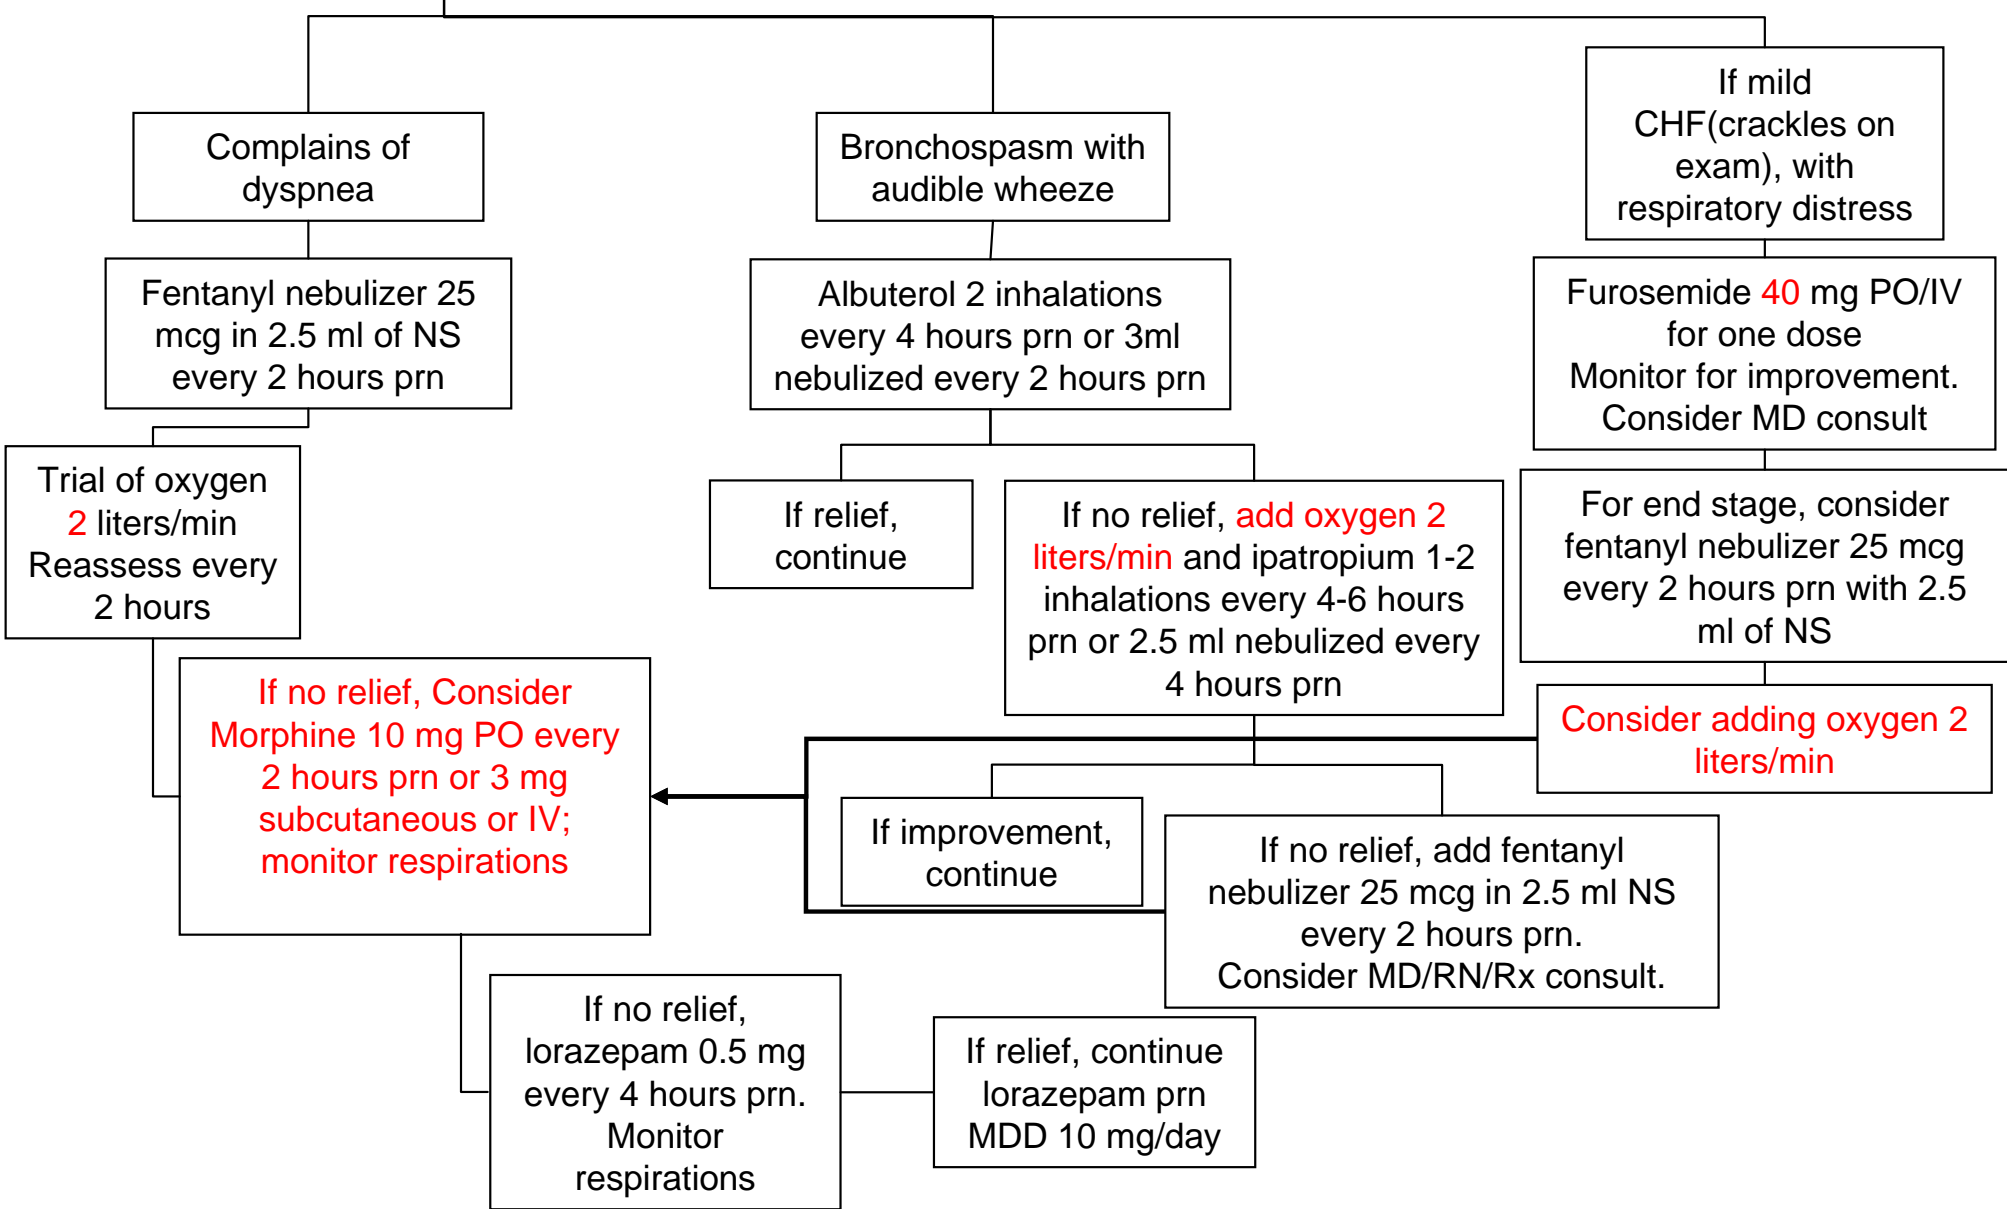 Complains of
dyspnea
Fentanyl nebulizer 25
mcg in 2.5 ml of NS
every 2 hours prn
Trial of oxygen
2 liters/min
Reassess every
2 hours
If no relief, Consider
Morphine 10 mg PO every
2 hours prn or 3 mg
subcutaneous or IV;
monitor respirations
If no relief,
lorazepam 0.5 mg
every 4 hours prn.
Monitor
respirations
If relief, continue
lorazepam prn
MDD 10 mg/day
Bronchospasm with
audible wheeze
Albuterol 2 inhalations
every 4 hours prn or 3ml
nebulized every 2 hours prn
If relief,
continue
If no relief, add oxygen 2
liters/min and ipatropium 1-2
inhalations every 4-6 hours
prn or 2.5 ml nebulized every
4 hours prn
If improvement,
continue
If no relief, add fentanyl
nebulizer 25 mcg in 2.5 ml NS
every 2 hours prn.
Consider MD/RN/Rx consult.
If mild
CHF(crackles on
exam), with
respiratory distress
Furosemide 40 mg PO/IV
for one dose
Monitor for improvement.
Consider MD consult
For end stage, consider
fentanyl nebulizer 25 mcg
every 2 hours prn with 2.5
ml of NS
Consider adding oxygen 2
liters/min